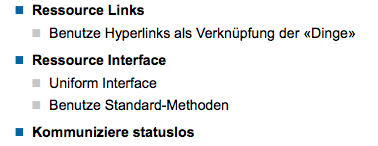 Ressource Links
Benutze Hyperlinks als Verknüpfung der «Dinge»
Ressource Interface
Uniform Interface
Benutze Standard-Methoden
Kommuniziere statuslos